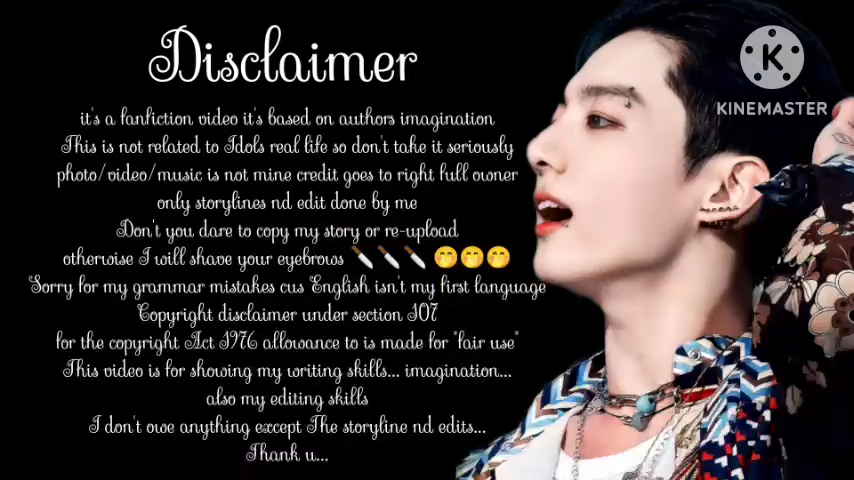 Disclaimer
it's a fanfiction video it's based on authors imagination
This is not related to Idols real life so don't take it seriously
photo/video/music is not mine credit goes to right full owner
only storylines nd edit done by me
Don't you dare to copy my story or re-upload
otherwise I will shave your eyebrows 🔪🔪🔪 🤭🤭🤭
Sorry for my grammar mistakes cus English isn't my first language
Copyright disclaimer under section 107
for the copyright Act 1976 allowance to is made for "fair use"
This video is for showing my writing skills... imagination...
also my editing skills
I don't owe anything except The storyline nd edits...
Thank u...
K
KINEMASTER